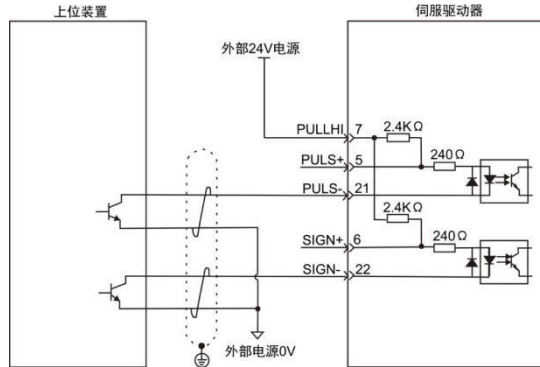 上位装置
伺服驱动器
外部24V电源
PULLHI 7 2.4KΩ
PULS+ 5 240Ω
PULS- 21
2.4KΩ
SIGN+ 6 240Ω
SIGN- 22
外部电源0V